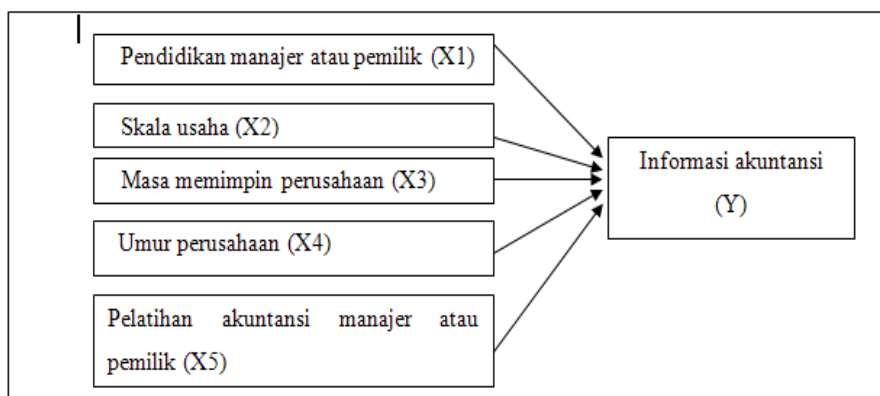 Pendidikan manajer atau pemilik (X1)
Skala usaha (X2)
Masa memimpin perusahaan (X3)
Umur perusahaan (X4)
Pelatihan akuntansi manajer atau
pemilik (X5)
Informasi akuntansi
(Y)